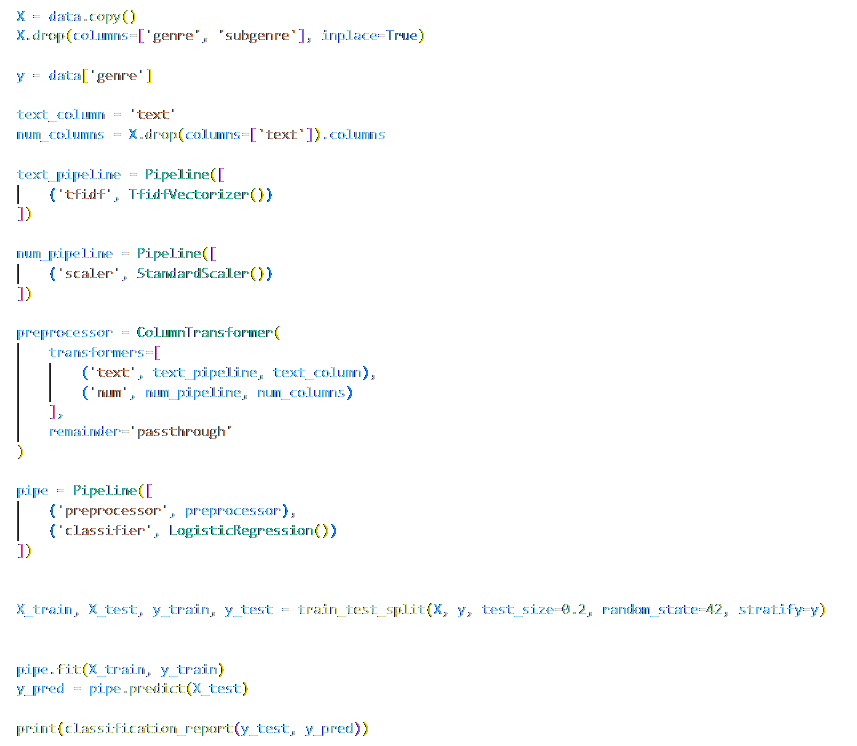 X = data.copy()
X.drop(columns=['genre', 'subgenre'], inplace=True)
y = data['genre']
text_column = 'text'
num_columns = X.drop(columns=['text']).columns
text_pipeline = Pipeline([
    ('tfidf', TfidfVectorizer())
])
num_pipeline = Pipeline([
    ('scaler', StandardScaler())
])
preprocessor = ColumnTransformer(
    transformers=[
        ('text', text_pipeline, text_column),
        ('num', num_pipeline, num_columns)
    ],
    remainder='passthrough'
)
pipe = Pipeline([
    ('preprocessor', preprocessor),
    ('classifier', LogisticRegression())
])
X_train, X_test, y_train, y_test = train_test_split(X, y, test_size=0.2, random_state=42, stratify=y)
pipe.fit(X_train, y_train)
y_pred = pipe.predict(X_test)
print(classification_report(y_test, y_pred))